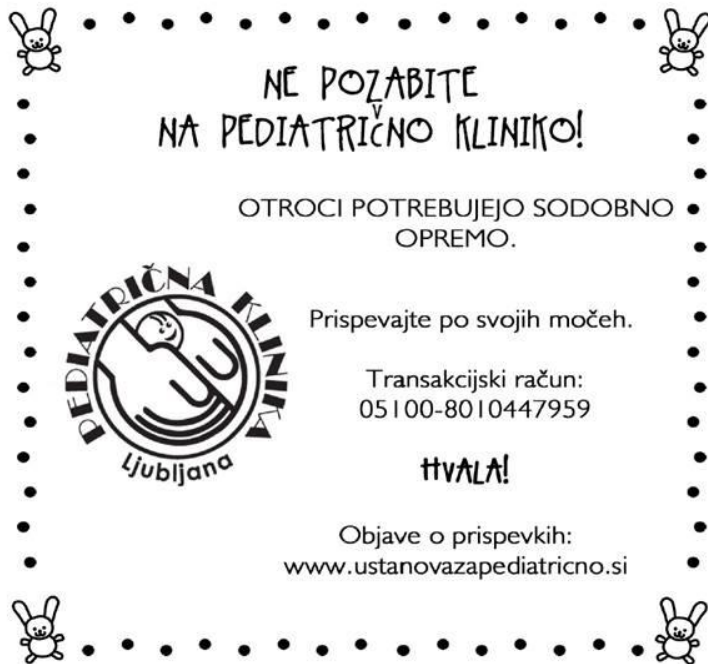 NE POZABITE
NA PEDIATRIČNO KLINIKO!
OTROCI POTREBUJEJO SODOBNO
OPREMO.
PEDIATRIČNA KLINIKA
Ljubljana
Prispevajte po svojih močeh.
Transakcijski račun:
05100-8010447959
HVALA!
Objave o prispevkih:
www.ustanovazapediatricno.si